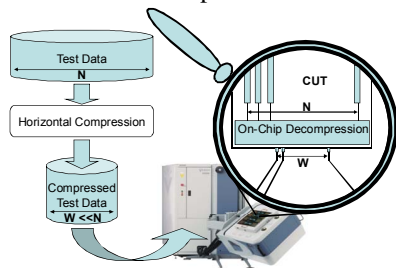 Test Data
N
Horizontal Compression
Compressed
Test Data
W <<N
CUT
N
On-Chip Decompression
W